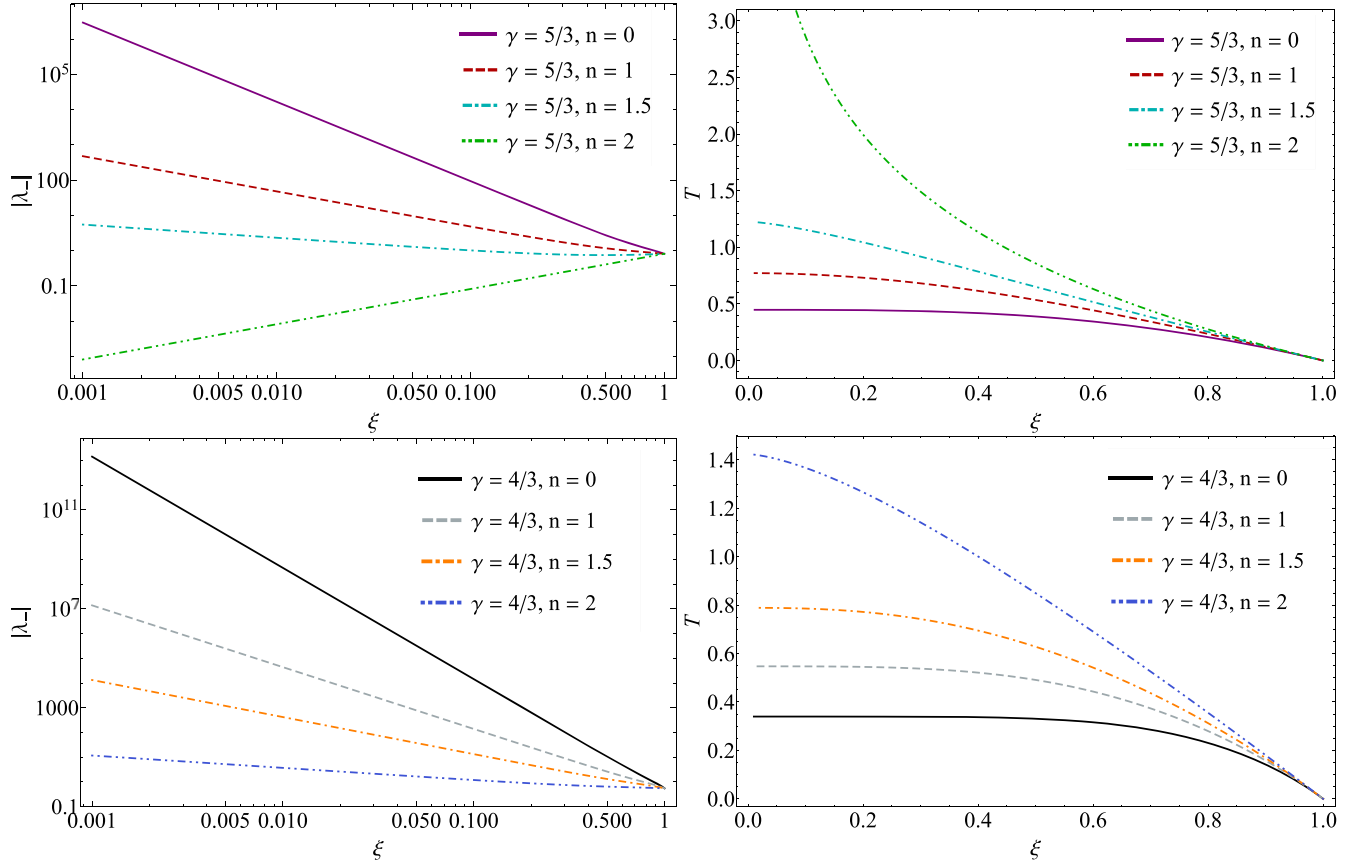 γ = 5/3, n = 0
γ = 5/3, n = 1
γ = 5/3, n = 1.5
γ = 5/3, n = 2
10^5
100
0.1
|λ_-|
0.001 0.005 0.010 0.050 0.100 0.500 1
ξ
γ = 5/3, n = 0
γ = 5/3, n = 1
γ = 5/3, n = 1.5
γ = 5/3, n = 2
3.0
2.5
2.0
1.5
1.0
0.5
0.0
T
0.0 0.2 0.4 0.6 0.8 1.0
ξ
γ = 4/3, n = 0
γ = 4/3, n = 1
γ = 4/3, n = 1.5
γ = 4/3, n = 2
10^11
10^7
1000
0.1
|λ_-|
0.001 0.005 0.010 0.050 0.100 0.500 1
ξ
γ = 4/3, n = 0
γ = 4/3, n = 1
γ = 4/3, n = 1.5
γ = 4/3, n = 2
1.4
1.2
1.0
0.8
0.6
0.4
0.2
0.0
T
0.0 0.2 0.4 0.6 0.8 1.0
ξ